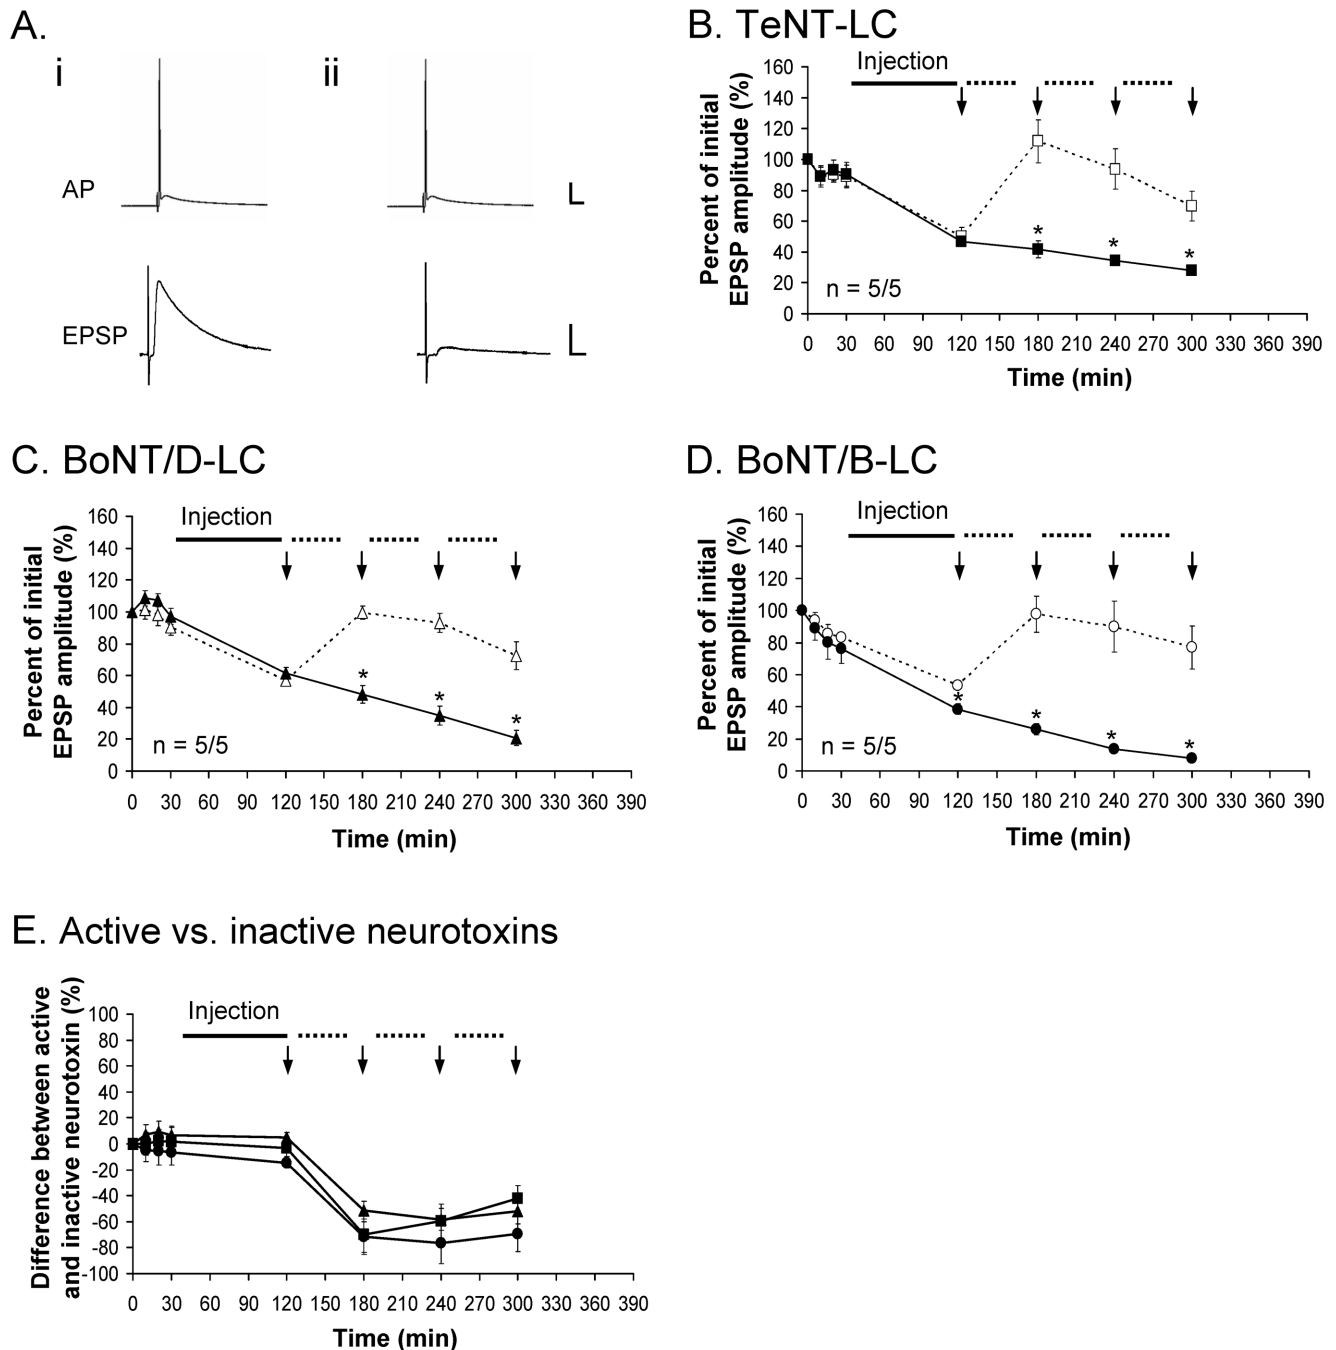 A.
i
ii
AP
EPSP
B. TeNT-LC
Injection
Percent of initial
EPSP amplitude (%)
160
140
120
100
80
60
40
20
0
* * *
n = 5/5
0 30 60 90 120 150 180 210 240 270 300 330 360 390
Time (min)
C. BoNT/D-LC
Injection
Percent of initial
EPSP amplitude (%)
160
140
120
100
80
60
40
20
0
* * *
n = 5/5
0 30 60 90 120 150 180 210 240 270 300 330 360 390
Time (min)
D. BoNT/B-LC
Injection
Percent of initial
EPSP amplitude (%)
160
140
120
100
80
60
40
20
0
* * * *
n = 5/5
0 30 60 90 120 150 180 210 240 270 300 330 360 390
Time (min)
E. Active vs. inactive neurotoxins
Injection
Difference between active
and inactive neurotoxin (%)
100
80
60
40
20
0
-20
-40
-60
-80
-100
0 30 60 90 120 150 180 210 240 270 300 330 360 390
Time (min)